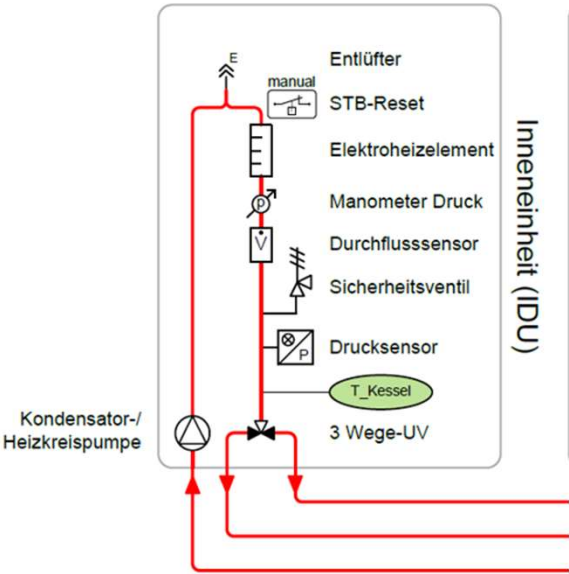 E
Entlüfter
manual
STB-Reset
Elektroheizelement
P
Manometer Druck
V
Durchflusssensor
Sicherheitsventil
P
Drucksensor
T_Kessel
Kondensator-/
Heizkreispumpe
3 Wege-UV
Inneneinheit (IDU)